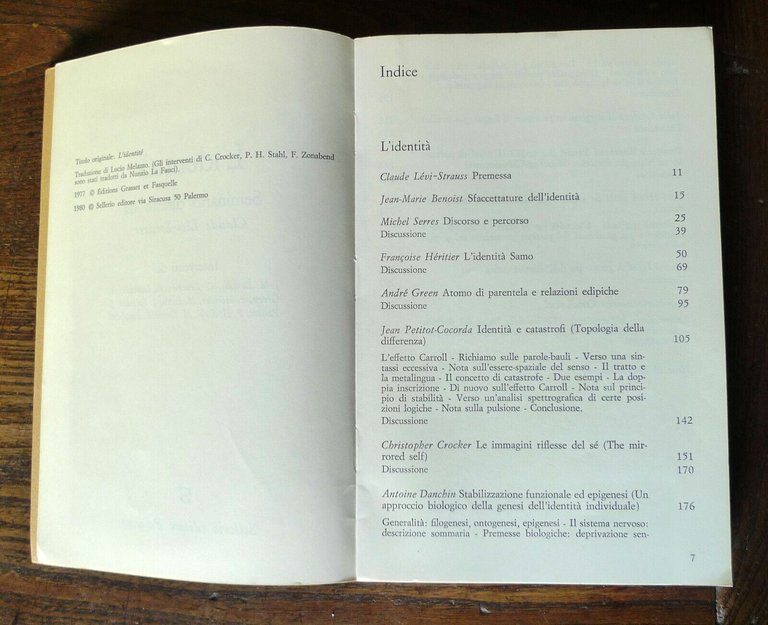 Titolo originale: L'identité
Traduzione di Lucio Melazzo. (Gli interventi di C. Crocker, P. H. Stahl, F. Zonabend
sono stati tradotti da Nunzio La Fauci).
1977 © Editions Grasset et Fasquelle
1980 © Sellerio editore via Siracusa 50 Palermo
Indice
L'identità
Claude Lévi-Strauss Premessa 11
Jean-Marie Benoist Sfaccettature dell'identità 15
Michel Serres Discorso e percorso 25
Discussione 39
Françoise Héritier L'identità Samo 50
Discussione 69
André Green Atomo di parentela e relazioni edipiche 79
Discussione 95
Jean Petitot-Cocorda Identità e catastrofi (Topologia della
differenza) 105
L'effetto Carroll - Richiamo sulle parole-bauli - Verso una sin-
tassi eccessiva - Nota sull'essere-spaziale del senso - Il tratto e
la metalingua - Il concetto di catastrofe - Due esempi - La dop-
pia inscrizione - Di nuovo sull'effetto Carroll - Nota sul princi-
pio di stabilità - Verso un'analisi spettrografica di certe po-
sizioni logiche - Nota sulla pulsione - Conclusione.
Discussione 142
Christopher Crocker Le immagini riflesse del sé (The mir-
rored self) 151
Discussione 170
Antoine Danchin Stabilizzazione funzionale ed epigenesi (Un
approccio biologico della genesi dell'identità individuale) 176
Generalità: filogenesi, ontogenesi, epigenesi - Il sistema nervoso:
descrizione sommaria - Premesse biologiche: deprivazione sen-
7